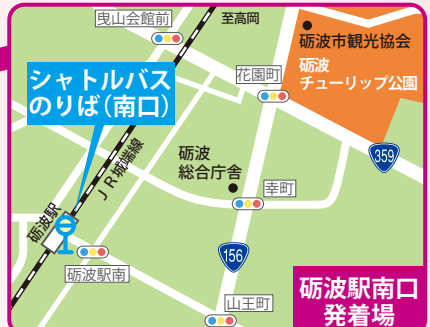 曳山会館前
至高岡
砺波市観光協会
砺波
チューリップ公園
花園町
シャトルバス
のりば(南口)
359
JR城端線
砺波
総合庁舎
幸町
砺波駅
156
砺波駅南
山王町
砺波駅南口
発着場